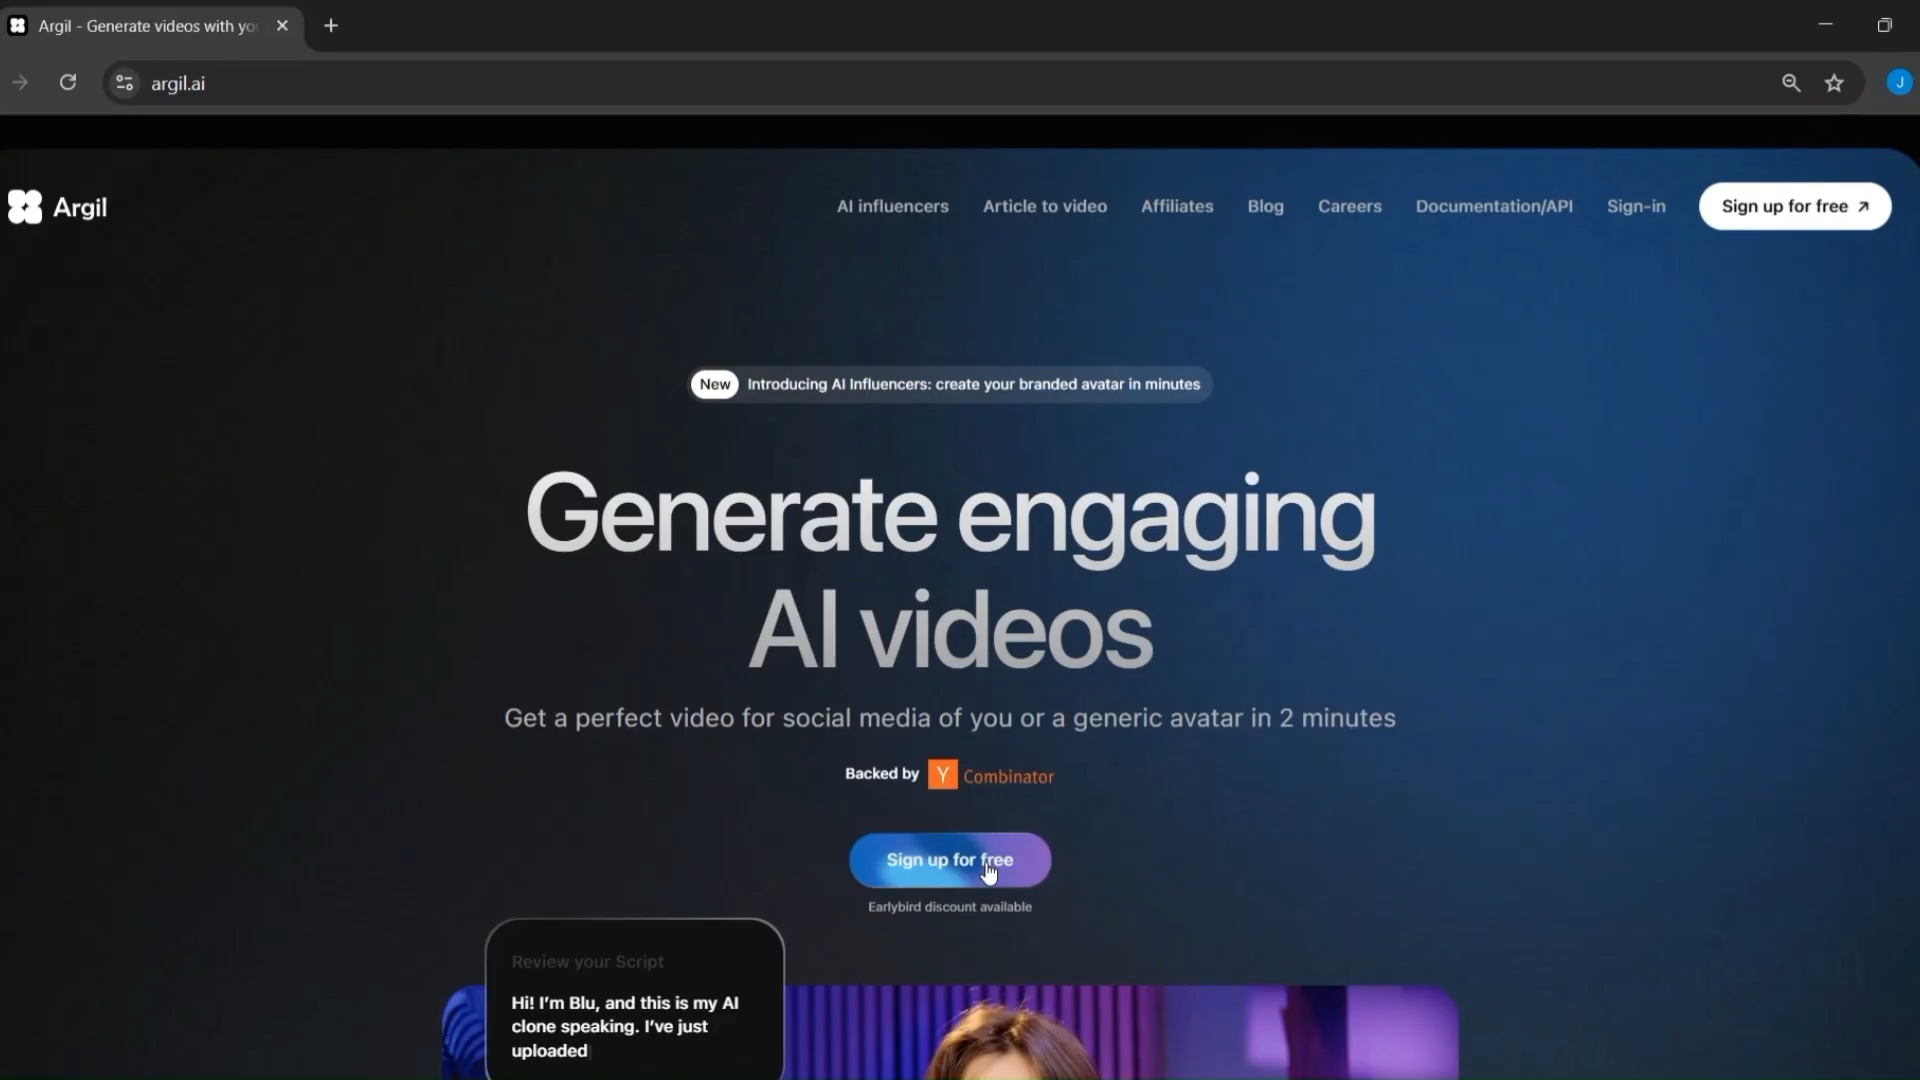 Argil - Generate videos with yo
argil.ai
J
Argil
AI influencers
Article to video
Affiliates
Blog
Careers
Documentation/API
Sign-in
Sign up for free
New
Introducing AI Influencers: create your branded avatar in minutes
Generate engaging
AI videos
Get a perfect video for social media of you or a generic avatar in 2 minutes
Backed by Y Combinator
Sign up for free
Earlybird discount available
Review your Script
Hi! I'm Blu, and this is my AI
clone speaking. I've just
uploaded